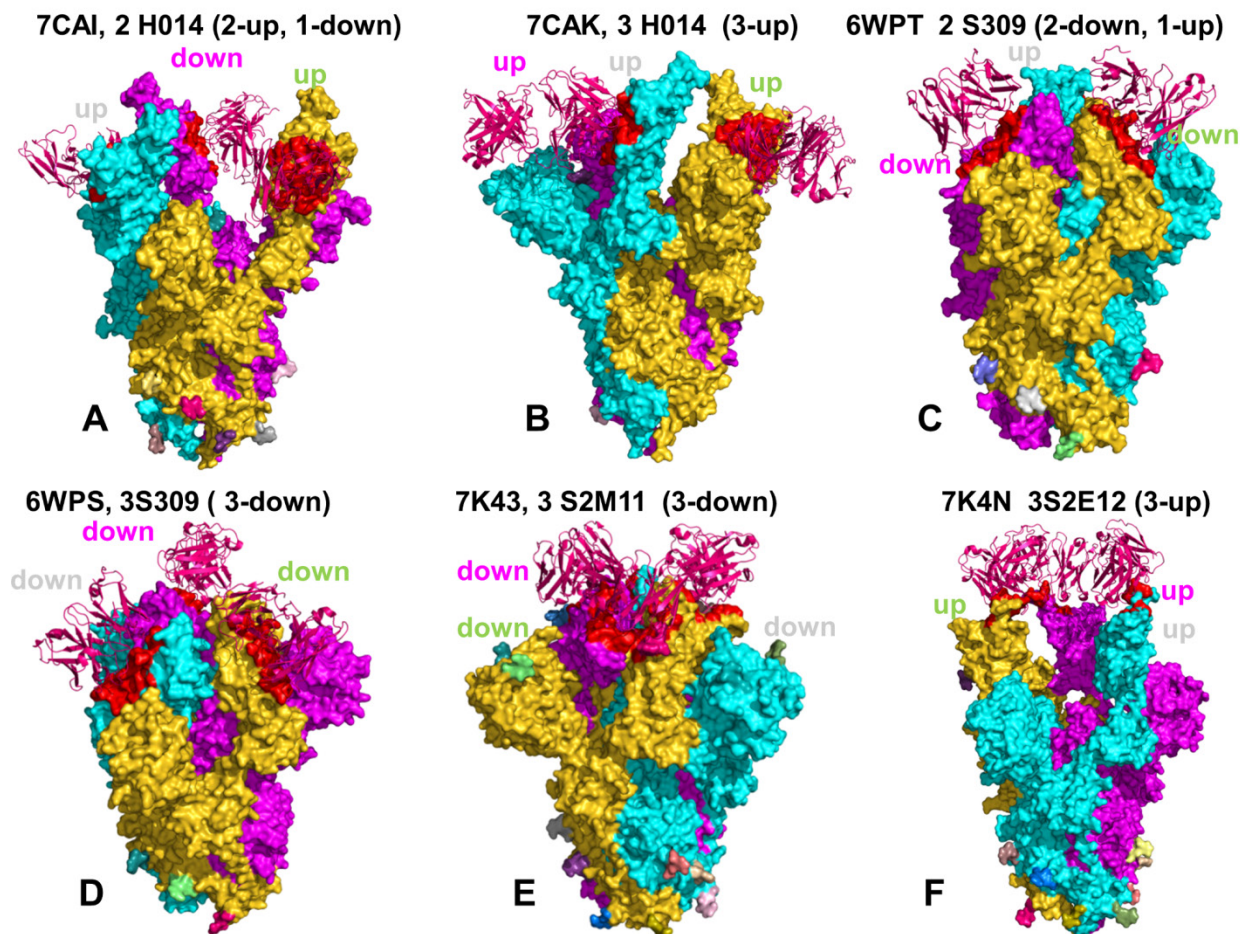 7CAI, 2 H014 (2-up, 1-down)
down
up
up
A
7CAK, 3 H014 (3-up)
up
up
up
B
6WPT 2 S309 (2-down, 1-up)
up
down
down
C
6WPS, 3S309 ( 3-down)
down
down
down
D
7K43, 3 S2M11 (3-down)
down
down
down
E
7K4N 3S2E12 (3-up)
up
up
up
F